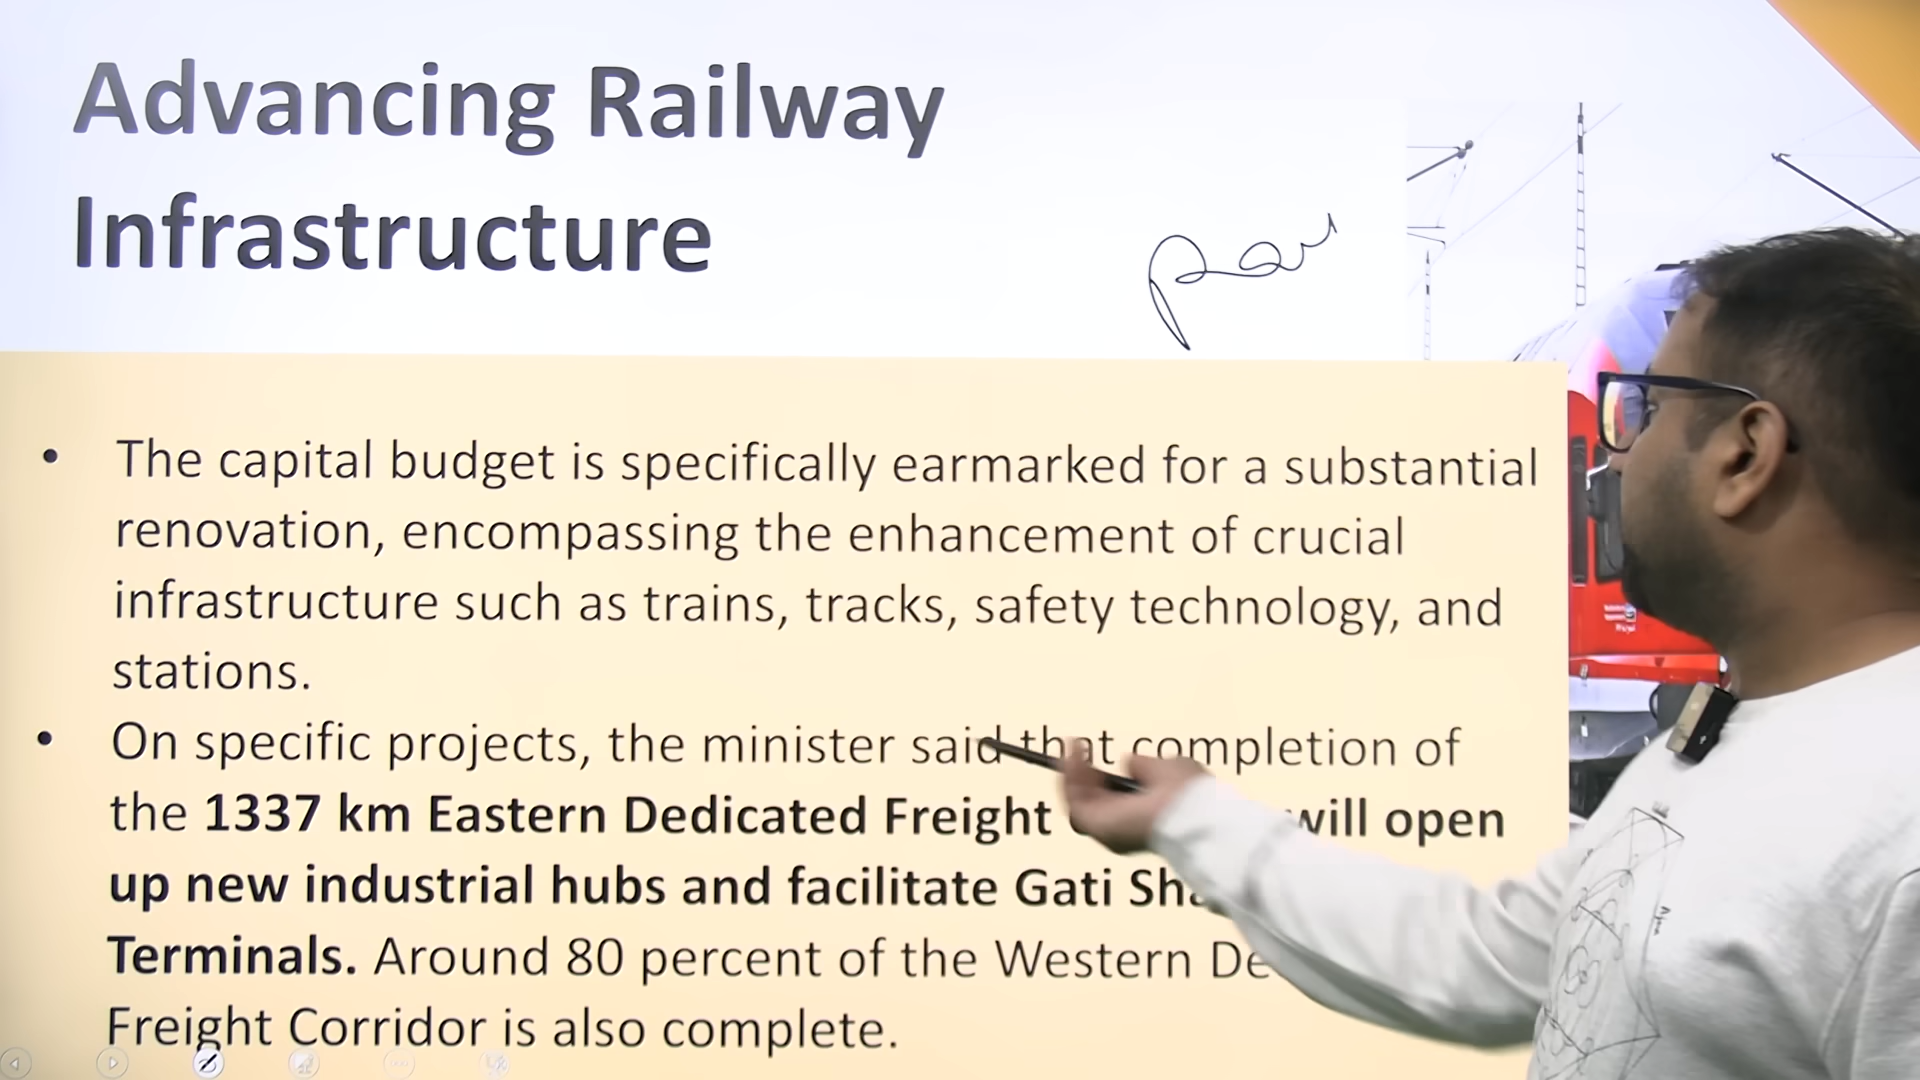 Advancing Railway
Infrastructure
• The capital budget is specifically earmarked for a substantial
renovation, encompassing the enhancement of crucial
infrastructure such as trains, tracks, safety technology, and
stations.
• On specific projects, the minister said that completion of
the 1337 km Eastern Dedicated Freight will open
up new industrial hubs and facilitate Gati
Terminals. Around 80 percent of the Western
Freight Corridor is also complete.